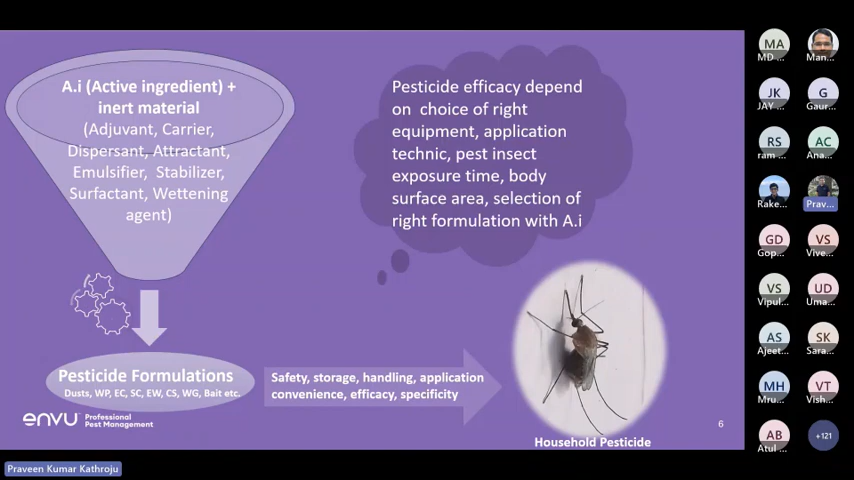 A.i (Active ingredient) +
inert material
(Adjuvant, Carrier,
Dispersant, Attractant,
Emulsifier, Stabilizer,
Surfactant, Wettening
agent)
Pesticide efficacy depend
on choice of right
equipment, application
technic, pest insect
exposure time, body
surface area, selection of
right formulation with A.i
Pesticide Formulations
Dusts, WP, EC, SC, EW, CS, WG, Bait etc.
Safety, storage, handling, application
convenience, efficacy, specificity
Household Pesticide
envu Professional
Pest Management
6
Praveen Kumar Kathroju
MA
MD ...
Man...
JK
JAY ...
G
Gaur...
RS
ram ...
AC
Ana...
Rake...
Prav...
GD
Gop...
VS
Vive...
VS
Vipul...
UD
Uma...
AS
Ajeet...
SK
Sara...
MH
Mru...
VT
Vish...
AB
Atul ...
+121